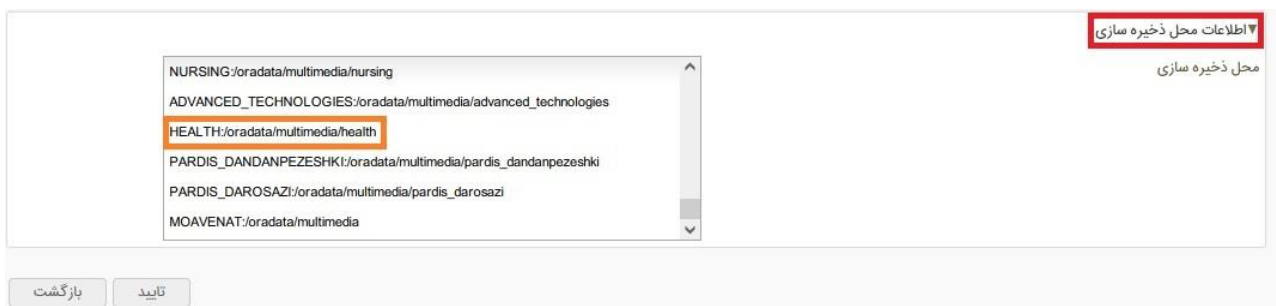 ▼اطلاعات محل ذخیره سازی
محل ذخیره سازی
NURSING:/oradata/multimedia/nursing
ADVANCED_TECHNOLOGIES:/oradata/multimedia/advanced_technologies
HEALTH:/oradata/multimedia/health
PARDIS_DANDANPEZESHKI:/oradata/multimedia/pardis_dandanpezeshki
PARDIS_DAROSAZI:/oradata/multimedia/pardis_darosazi
MOAVENAT:/oradata/multimedia
تایید
بازگشت